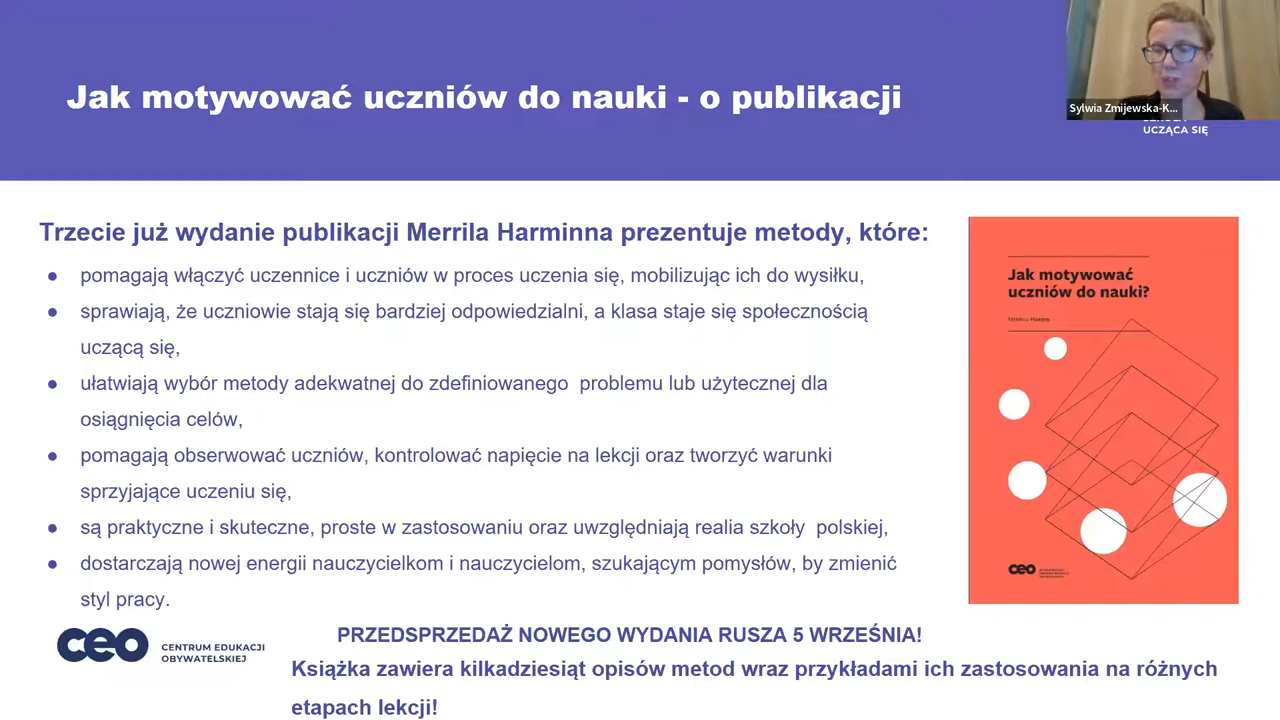 Jak motywować uczniów do nauki - o publikacji
Sylwia Zmijewska-K...
UCZĄCA SIĘ
Trzecie już wydanie publikacji Merrila Harminna prezentuje metody, które:
● pomagają włączyć uczennice i uczniów w proces uczenia się, mobilizując ich do wysiłku,
● sprawiają, że uczniowie stają się bardziej odpowiedzialni, a klasa staje się społecznością
uczącą się,
● ułatwiają wybór metody adekwatnej do zdefiniowanego problemu lub użytecznej dla
osiągnięcia celów,
● pomagają obserwować uczniów, kontrolować napięcie na lekcji oraz tworzyć warunki
sprzyjające uczeniu się,
● są praktyczne i skuteczne, proste w zastosowaniu oraz uwzględniają realia szkoły polskiej,
● dostarczają nowej energii nauczycielkom i nauczycielom, szukającym pomysłów, by zmienić
styl pracy.
Jak motywować
uczniów do nauki?
ceo
ceo
CENTRUM EDUKACJI
OBYWATELSKIEJ
PRZEDSPRZEDAŻ NOWEGO WYDANIA RUSZA 5 WRZEŚNIA!
Książka zawiera kilkadziesiąt opisów metod wraz przykładami ich zastosowania na różnych
etapach lekcji!